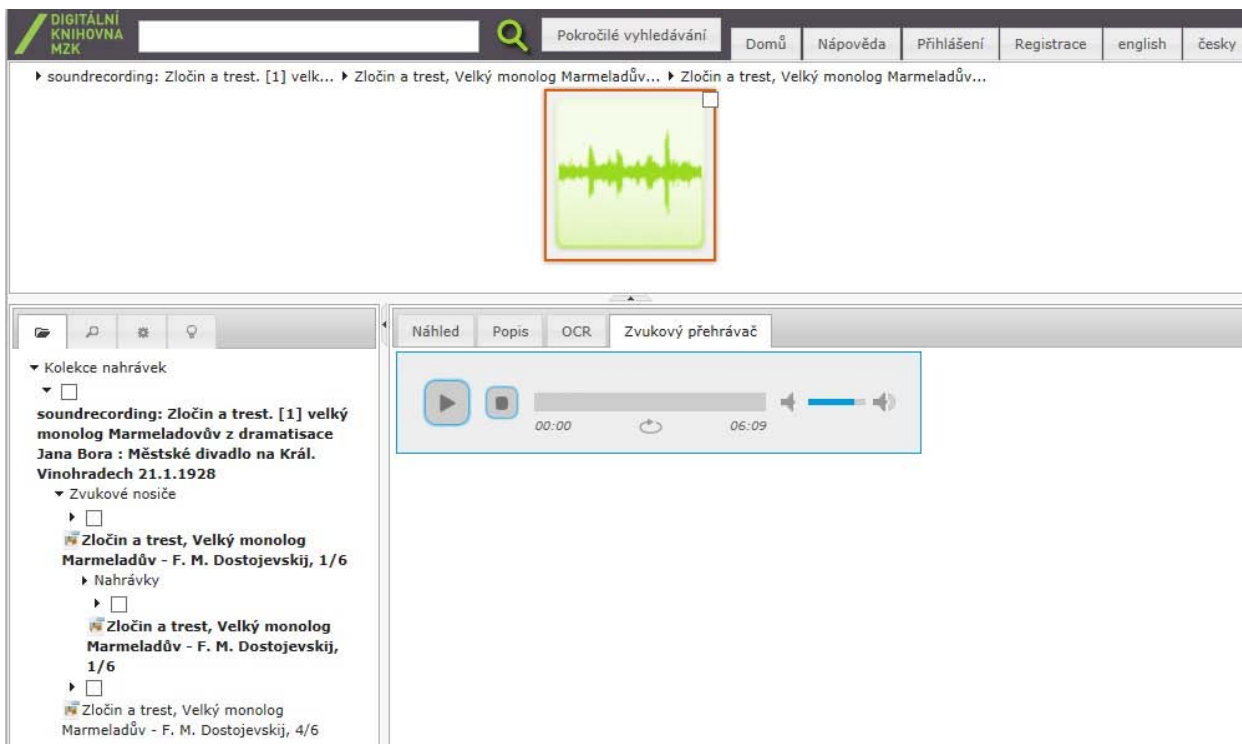 DIGITÁLNÍ
KNIHOVNA
MZK
Pokročilé vyhledávání
Domů
Nápověda
Přihlášení
Registrace
english
česky
soundrecording: Zločin a trest. [1] velk... Zločin a trest, Velký monolog Marmeladův... Zločin a trest, Velký monolog Marmeladův...
Kolekce nahrávek
soundrecording: Zločin a trest. [1] velký
monolog Marmeladovův z dramatisace
Jana Bora : Městské divadlo na Král.
Vinohradech 21.1.1928
Zvukové nosiče
Zločin a trest, Velký monolog
Marmeladův - F. M. Dostojevskij, 1/6
Nahrávky
Zločin a trest, Velký monolog
Marmeladův - F. M. Dostojevskij,
1/6
Zločin a trest, Velký monolog
Marmeladův - F. M. Dostojevskij, 4/6
Náhled
Popis
OCR
Zvukový přehrávač
00:00
06:09